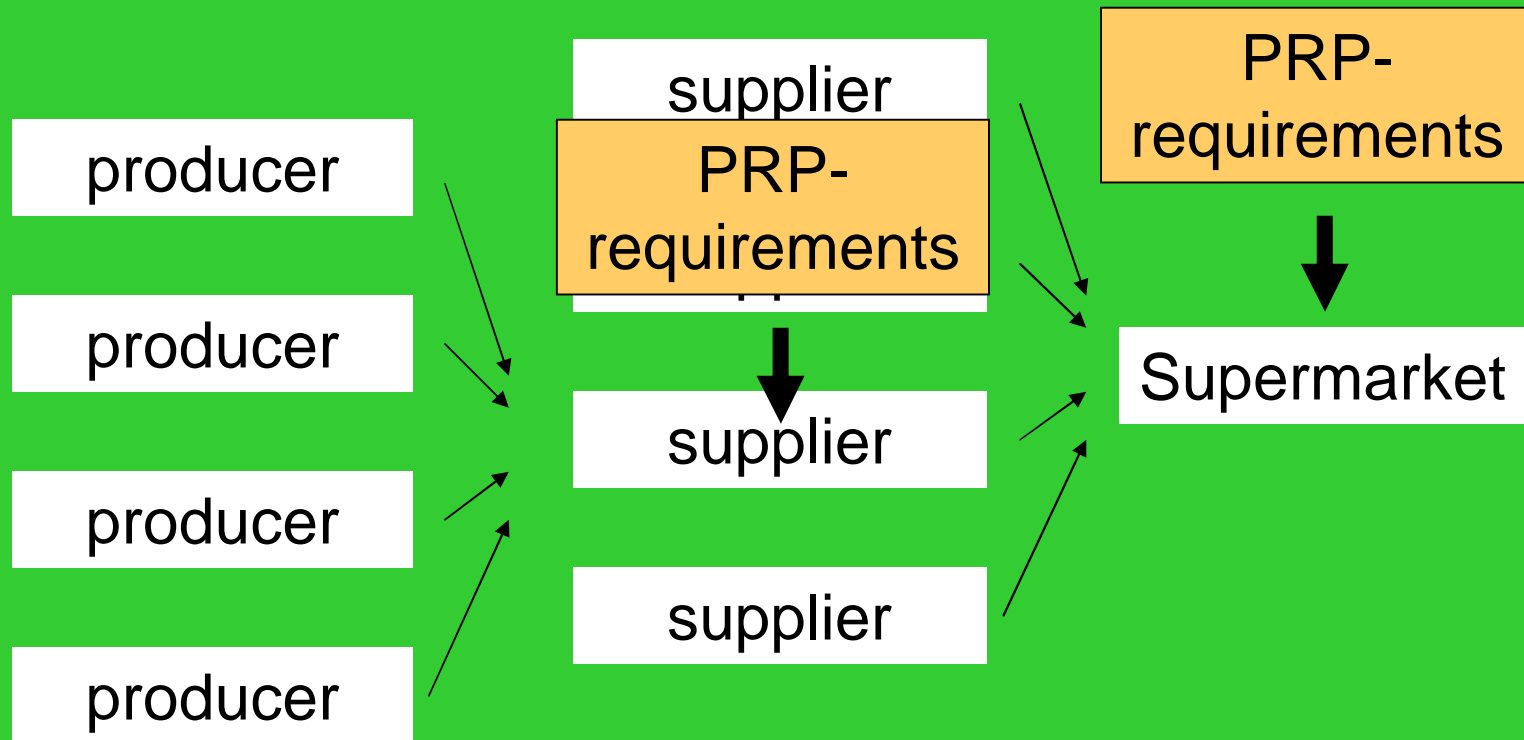 producer
producer
producer
producer
supplier
PRP-
requirements
supplier
supplier
PRP-
requirements
Supermarket